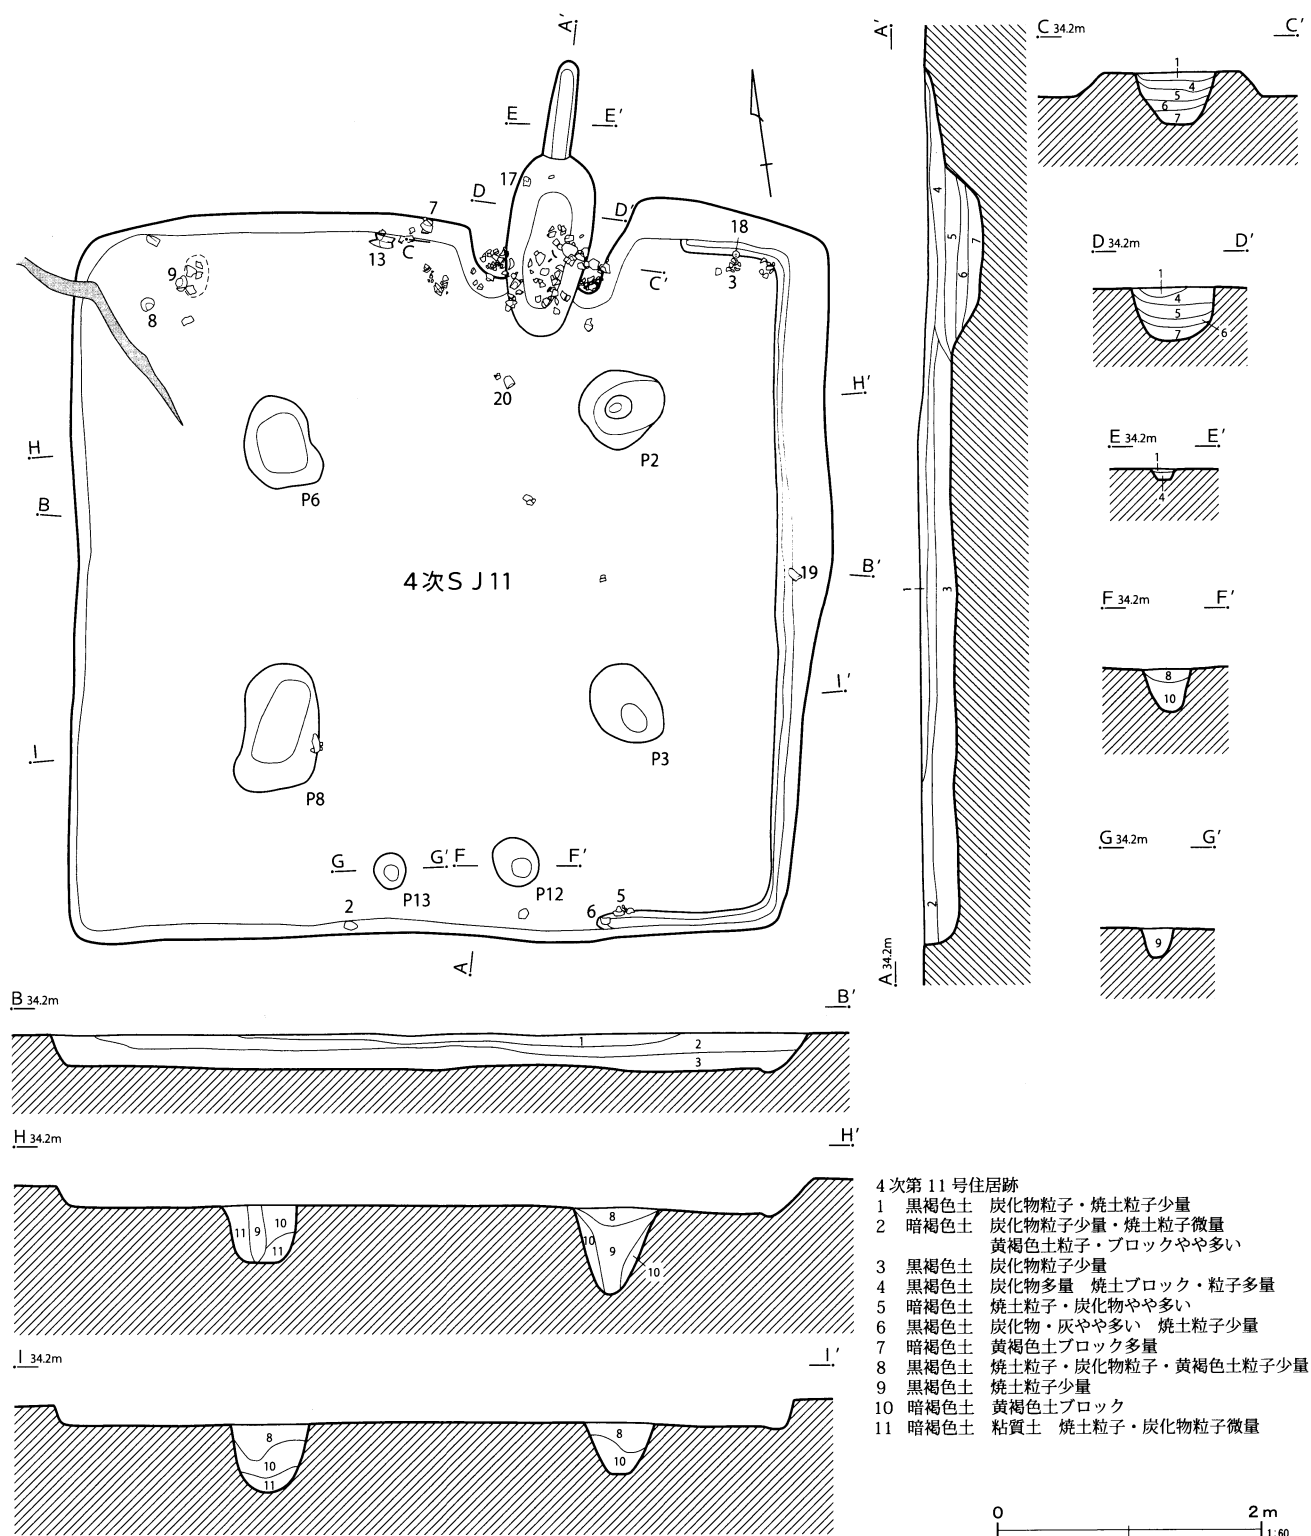 A'
A'
C 34.2m C'
1
4
5
6
7
E E'
17
D
D'
7
18
13
C
C'
3
9
8
20
H'
P2
H
P6
B
4次SJ11
19
B'
I'
I
P8
P3
G G' F F'
P13
P12
2
5
6
A
4
5
6
7
1
3
2
A 34.2m
D 34.2m D'
1
4
5
7
6
E 34.2m E'
1
4
F 34.2m F'
8
10
G 34.2m G'
9
B 34.2m B'
1
2
3
H 34.2m H'
11 9 10
11
8
10
9
10
I 34.2m I'
8
10
11
8
10
4次第11号住居跡
1 黒褐色土 炭化物粒子・焼土粒子少量
2 暗褐色土 炭化物粒子少量・焼土粒子微量
黄褐色土粒子・ブロックやや多い
3 黒褐色土 炭化物粒子少量
4 黒褐色土 炭化物多量 焼土ブロック・粒子多量
5 暗褐色土 焼土粒子・炭化物やや多い
6 黒褐色土 炭化物・灰やや多い 焼土粒子少量
7 暗褐色土 黄褐色土ブロック多量
8 黒褐色土 焼土粒子・炭化物粒子・黄褐色土粒子少量
9 黒褐色土 焼土粒子少量
10 暗褐色土 黄褐色土ブロック
11 暗褐色土 粘質土 焼土粒子・炭化物粒子微量
0 2m
1:60